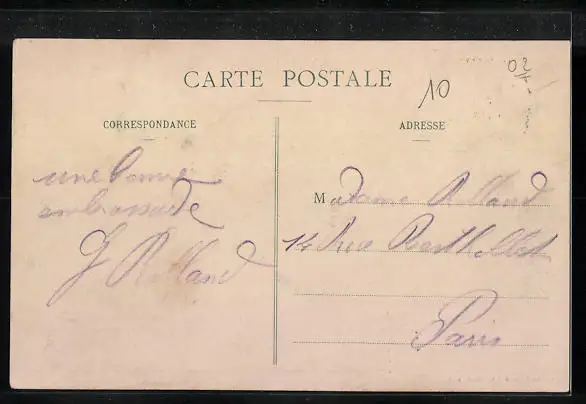 CARTE POSTALE
10
02
CORRESPONDANCE
ADRESSE
une bonne
embrassade
J Rolland
Madame Rolland
14 Rue Berthollet
Paris